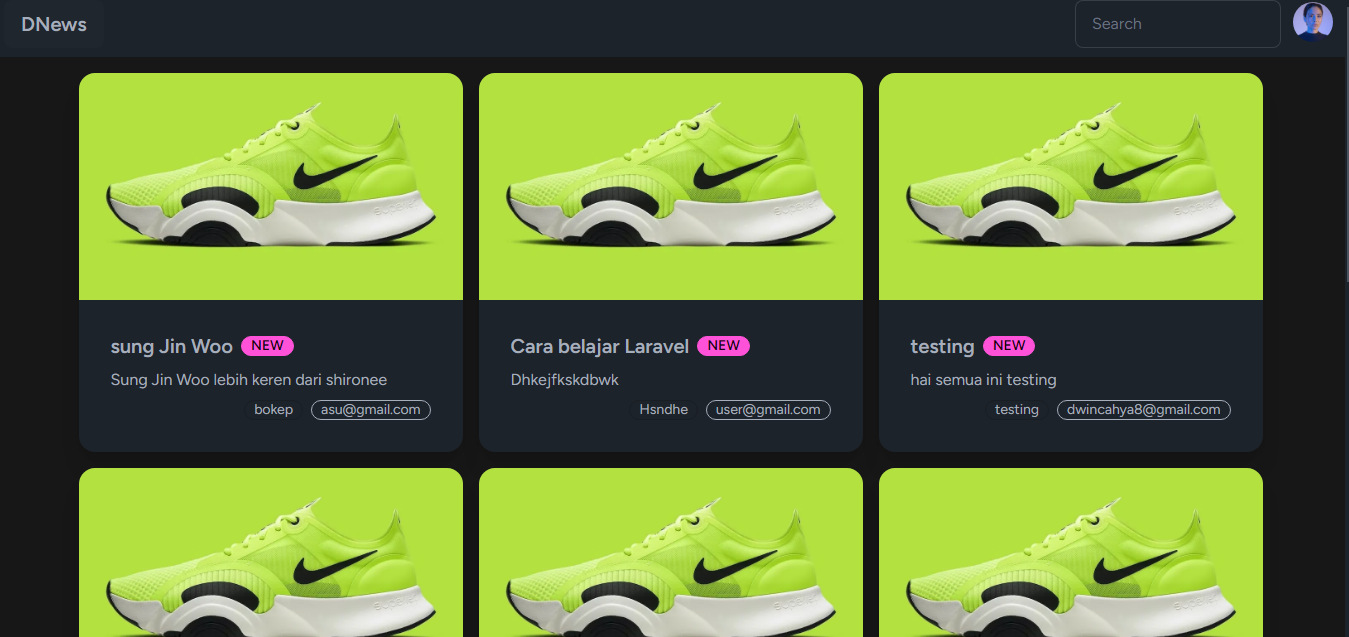 DNews
Search
sung Jin Woo NEW
Sung Jin Woo lebih keren dari shironee
bokep asu@gmail.com
Cara belajar Laravel NEW
Dhkejfkskdbwk
Hsndhe user@gmail.com
testing NEW
hai semua ini testing
testing dwincahya8@gmail.com